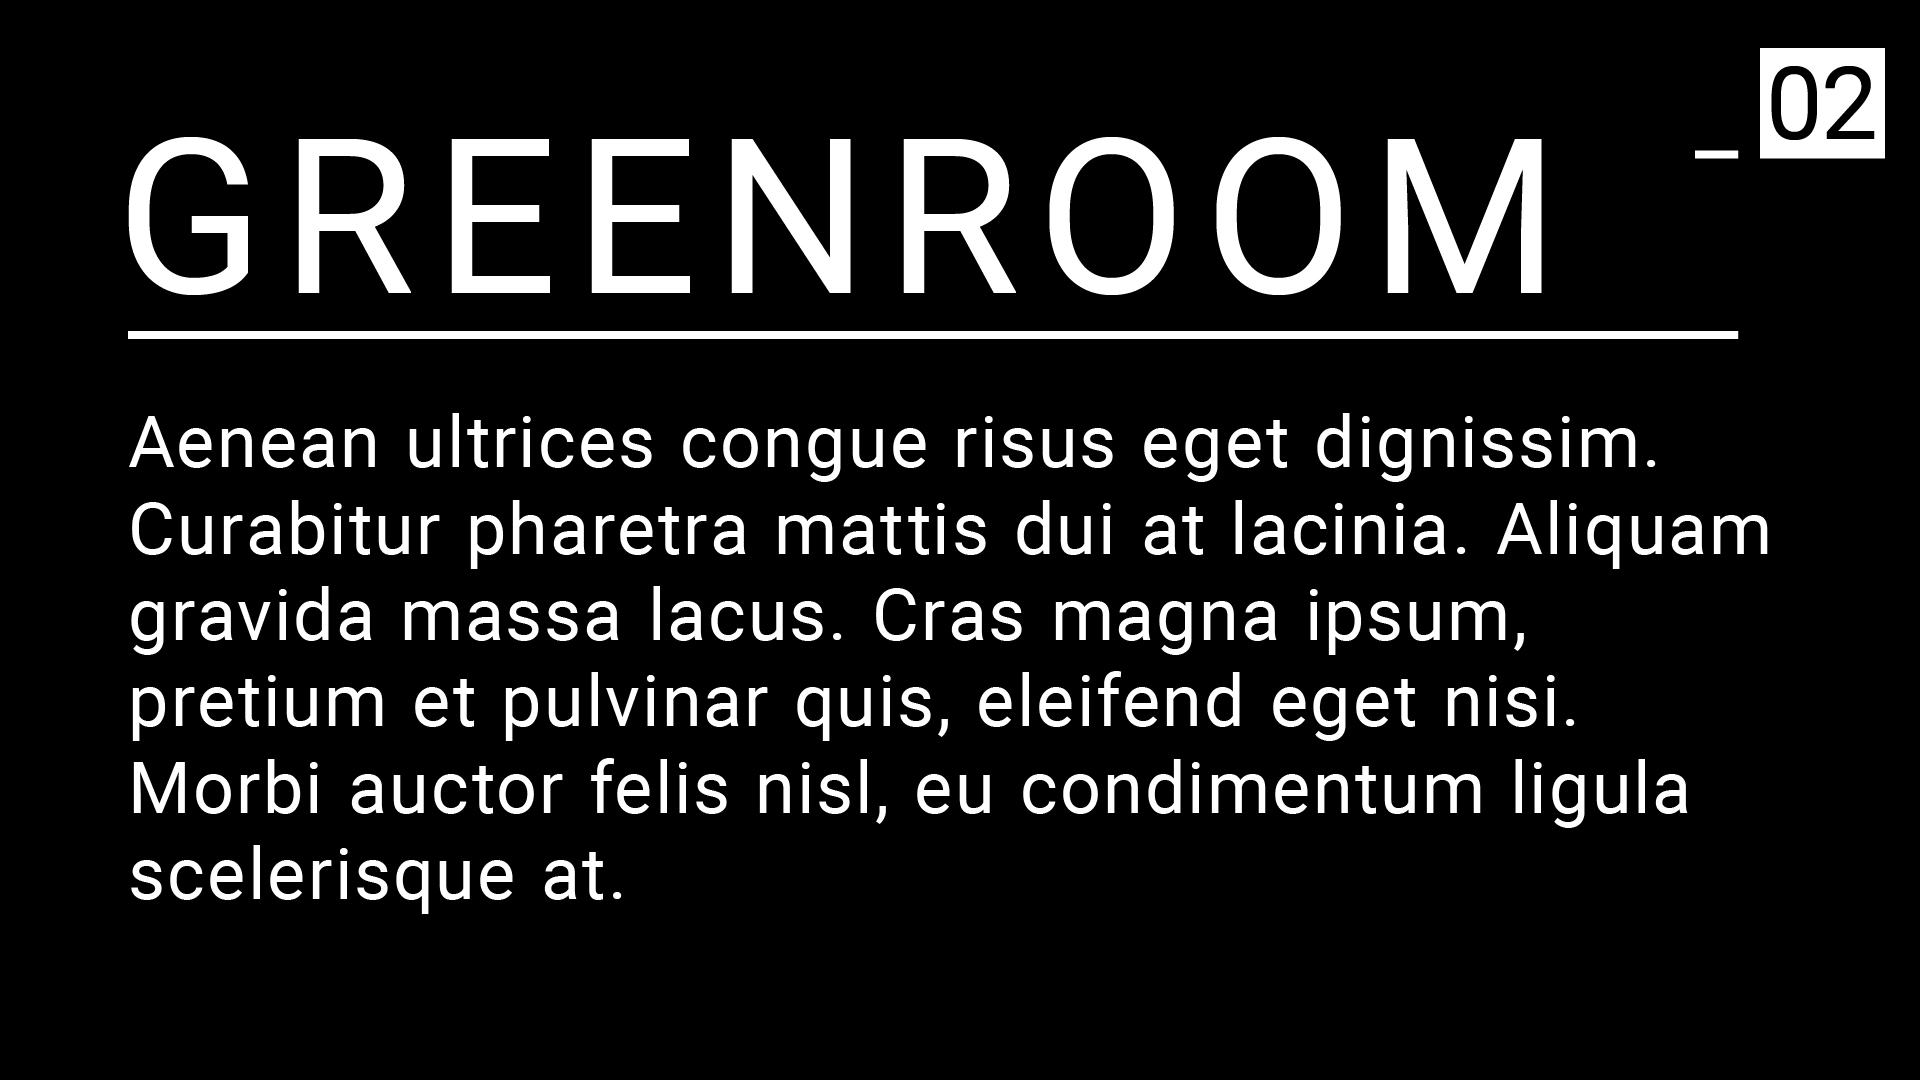 _02
GREENROOM
Aenean ultrices congue risus eget dignissim.
Curabitur pharetra mattis dui at lacinia. Aliquam
gravida massa lacus. Cras magna ipsum,
pretium et pulvinar quis, eleifend eget nisi.
Morbi auctor felis nisl, eu condimentum ligula
scelerisque at.